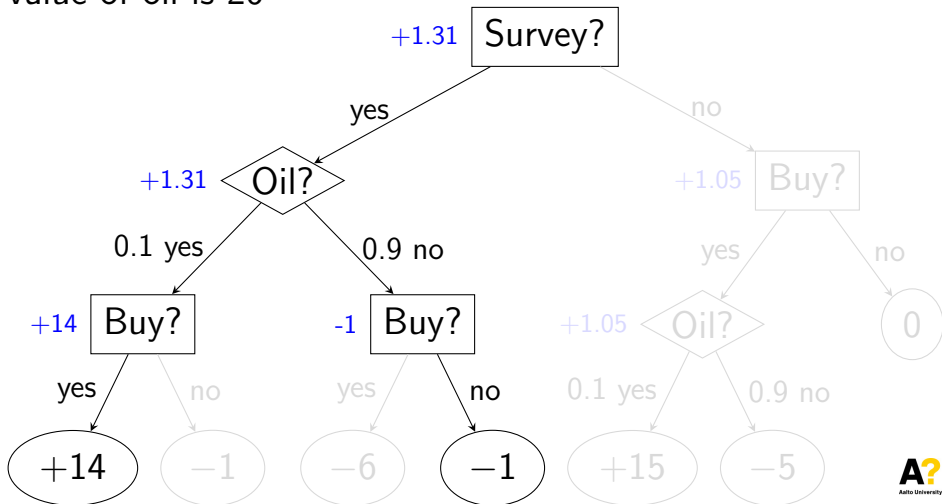 value of oil is 20
+1.31 Survey?
yes no
+1.31 Oil? +1.05 Buy?
0.1 yes 0.9 no yes no
+14 Buy? -1 Buy? +1.05 Oil? 0
yes no yes no 0.1 yes 0.9 no
+14 −1 −6 −1 +15 −5
A?
Aalto University